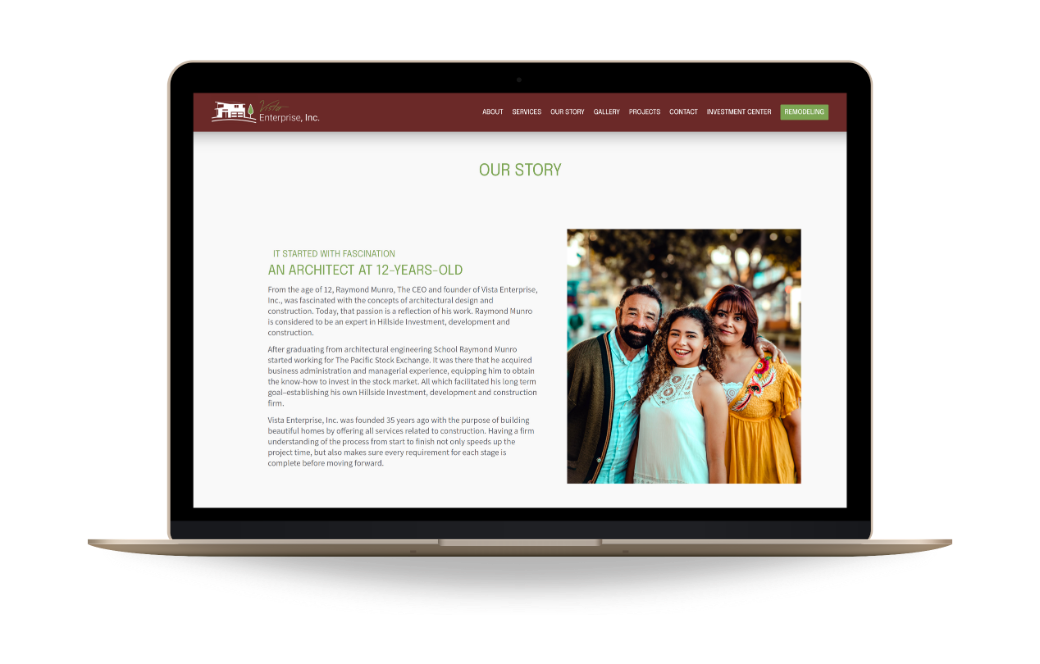 Vista
Enterprise, Inc.
ABOUT SERVICES OUR STORY GALLERY PROJECTS CONTACT INVESTMENT CENTER REMODELING
OUR STORY
IT STARTED WITH FASCINATION
AN ARCHITECT AT 12-YEARS-OLD
From the age of 12, Raymond Munro, The CEO and founder of Vista Enterprise,
Inc., was fascinated with the concepts of architectural design and
construction. Today, that passion is a reflection of his work. Raymond Munro
is considered to be an expert in Hillside Investment, development and
construction.
After graduating from architectural engineering School Raymond Munro
started working for The Pacific Stock Exchange. It was there that he acquired
business administration and managerial experience, equipping him to obtain
the know-how to invest in the stock market. All which facilitated his long term
goal–establishing his own Hillside Investment, development and construction
firm.
Vista Enterprise, Inc. was founded 35 years ago with the purpose of building
beautiful homes by offering all services related to construction. Having a firm
understanding of the process from start to finish not only speeds up the
project time, but also makes sure every requirement for each stage is
complete before moving forward.